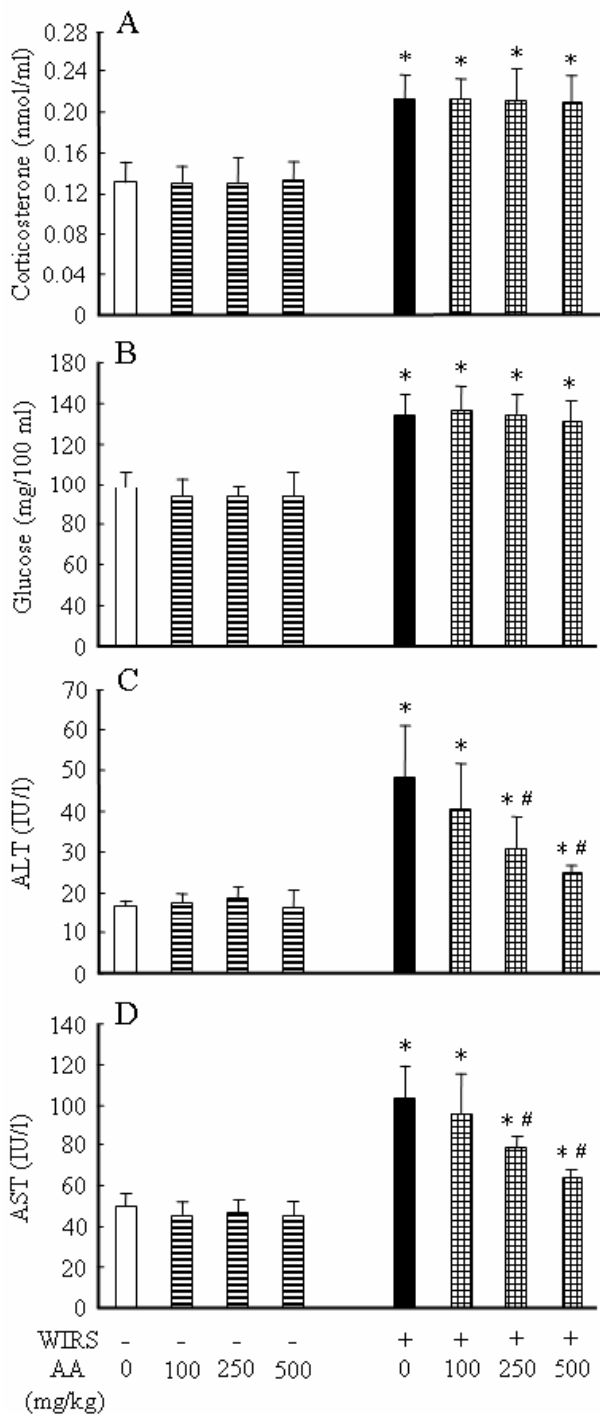 A
0.28
0.24
0.20
0.16
0.12
0.08
0.04
0
Corticosterone (nmol/ml)
* * * *
B
180
140
120
100
80
60
40
0
Glucose (mg/100 ml)
* * * *
C
70
60
50
40
30
20
10
0
ALT (IU/l)
* * * # * #
D
140
120
100
80
60
40
20
0
AST (IU/l)
* * * # * #
WIRS - - - - + + + +
AA 0 100 250 500 0 100 250 500
(mg/kg)